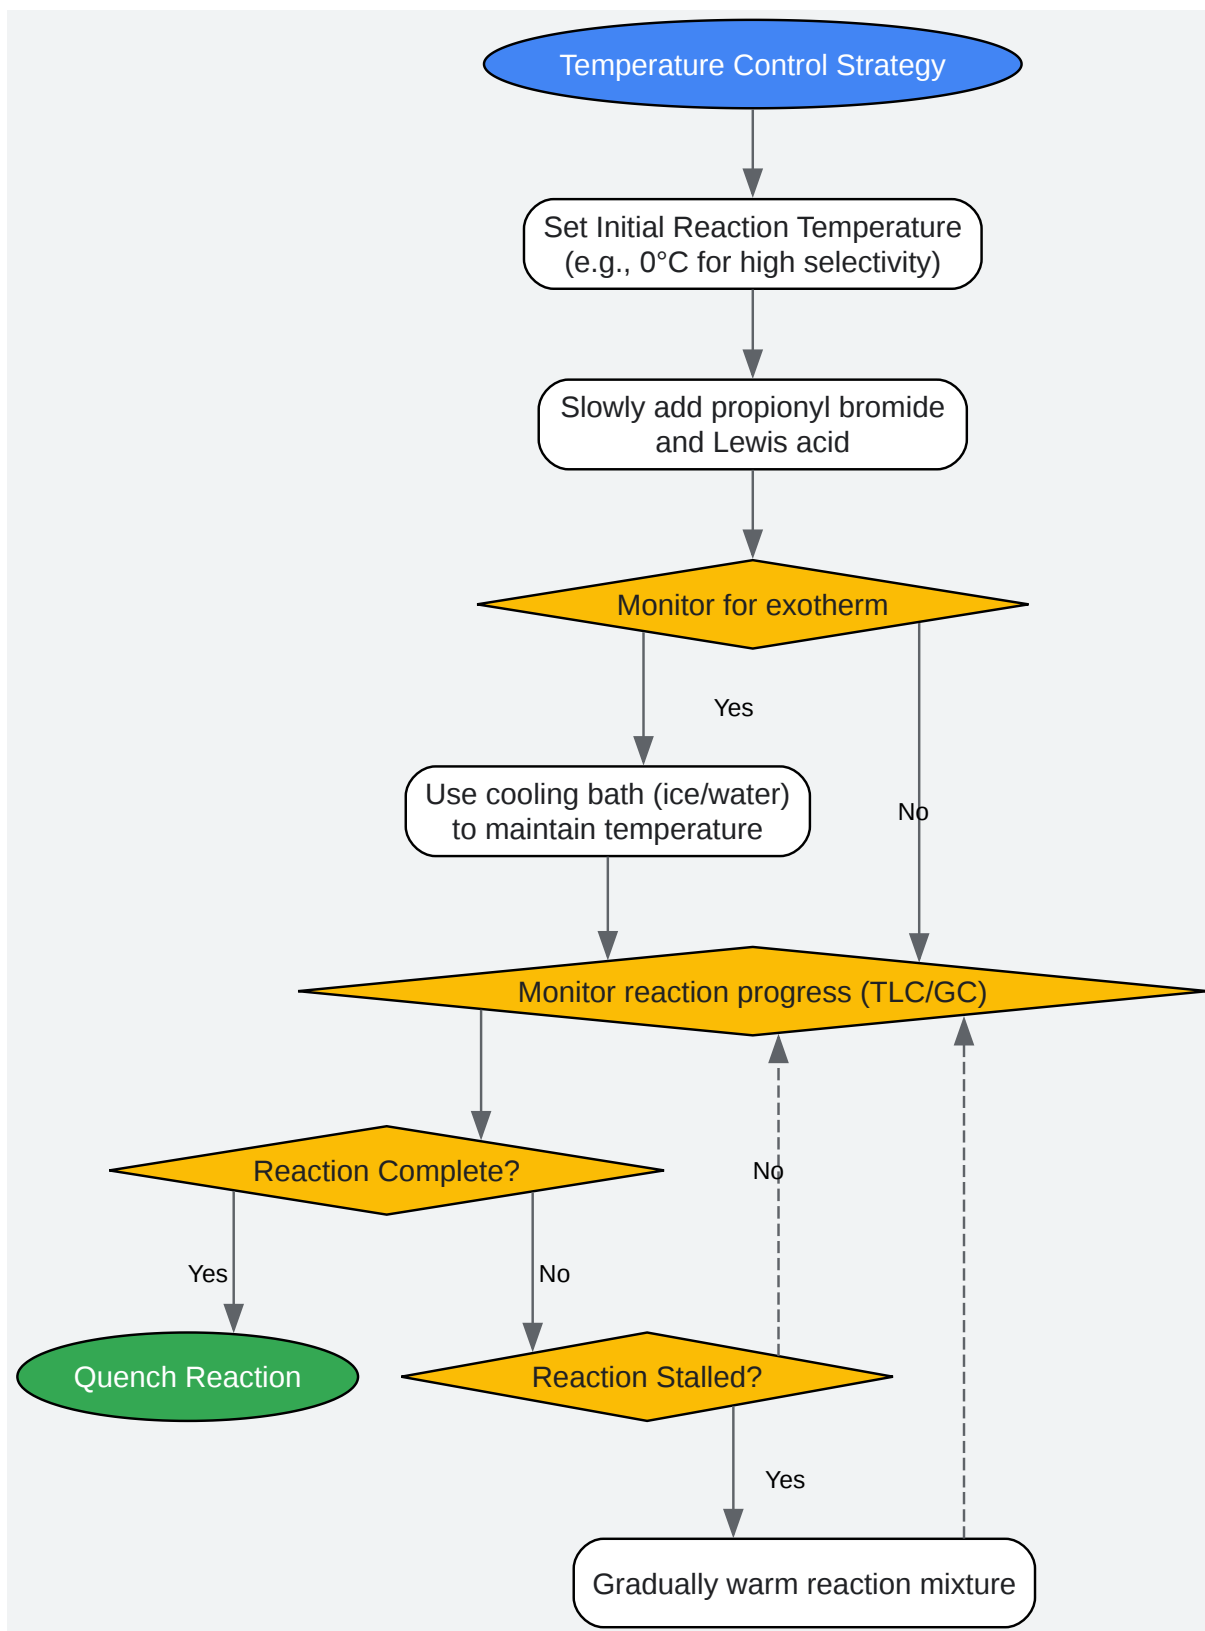 Temperature Control Strategy
Set Initial Reaction Temperature
(e.g., 0°C for high selectivity)
Slowly add propionyl bromide
and Lewis acid
Monitor for exotherm
Yes
Use cooling bath (ice/water)
to maintain temperature
No
Monitor reaction progress (TLC/GC)
Reaction Complete?
No
Yes
No
Quench Reaction
Reaction Stalled?
Yes
Gradually warm reaction mixture